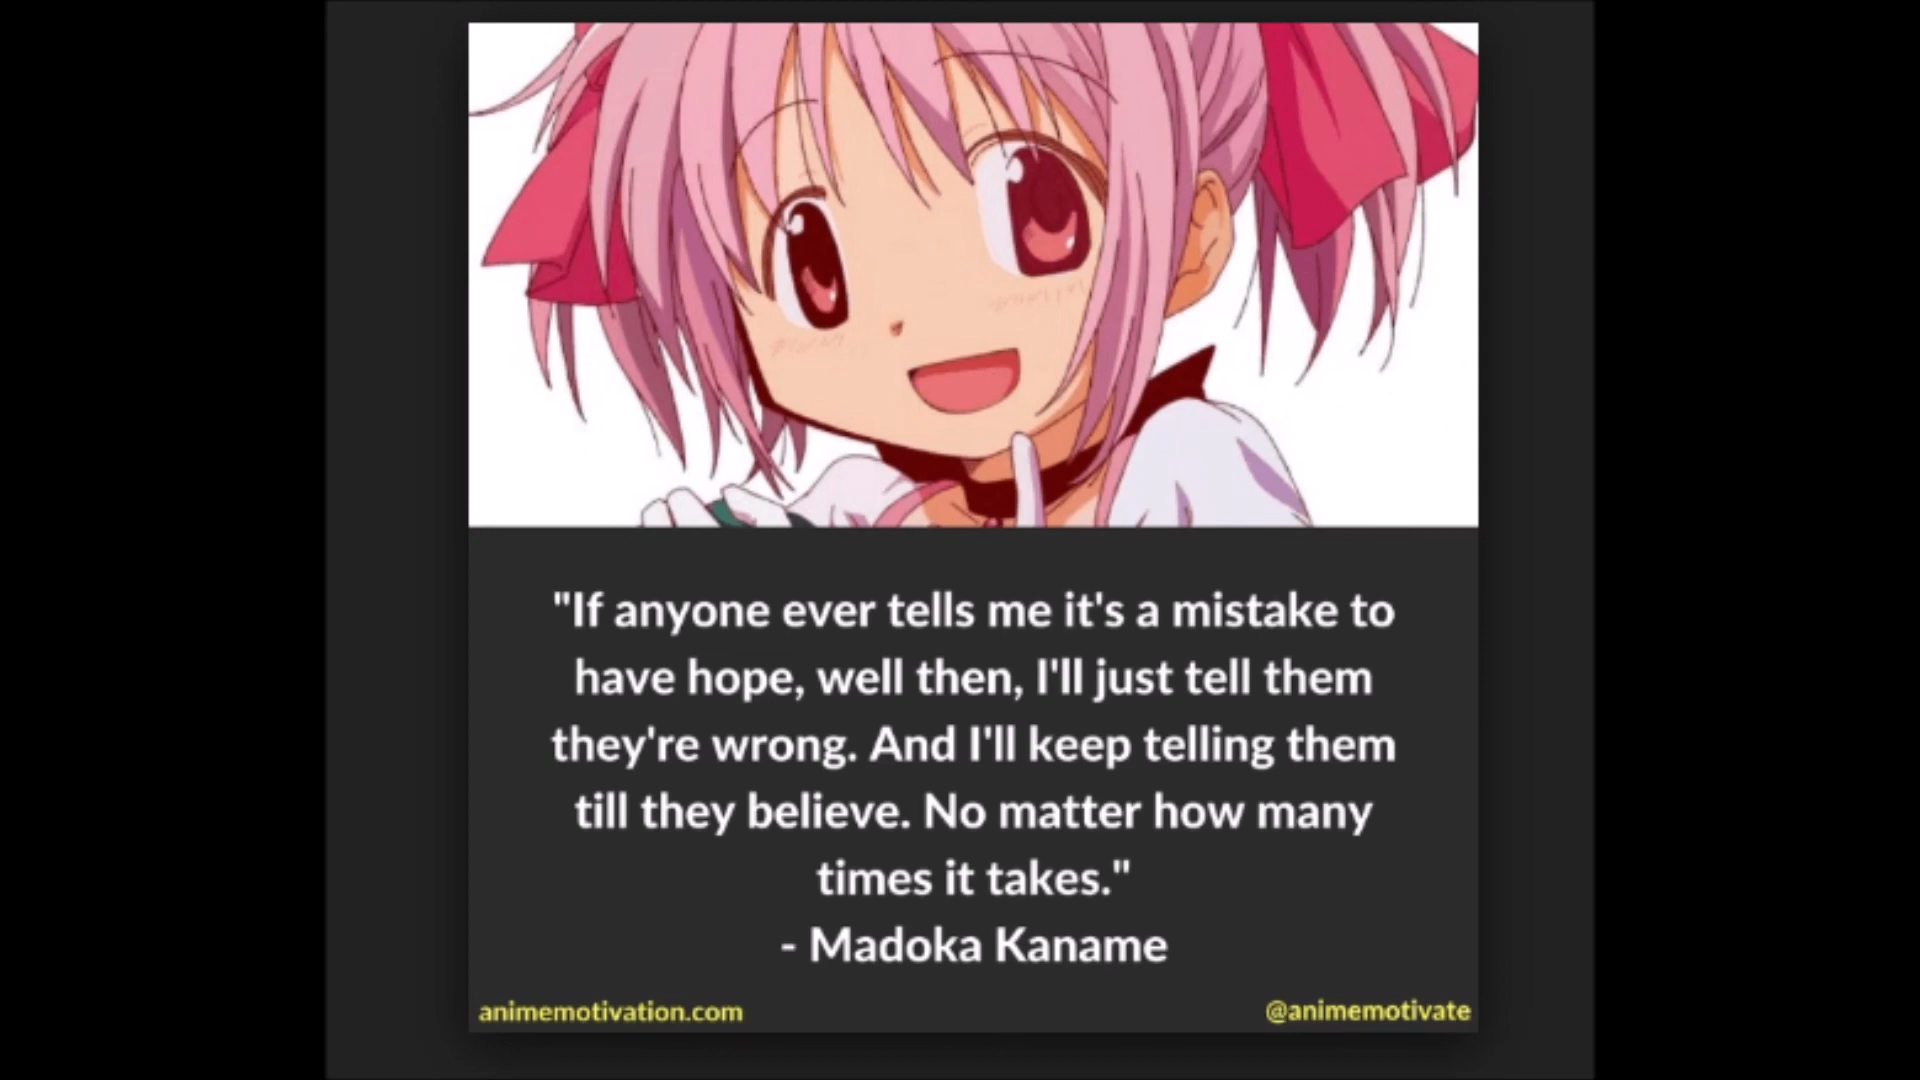 "If anyone ever tells me it's a mistake to
have hope, well then, I'll just tell them
they're wrong. And I'll keep telling them
till they believe. No matter how many
times it takes."
- Madoka Kaname
animemotivation.com
@animemotivate